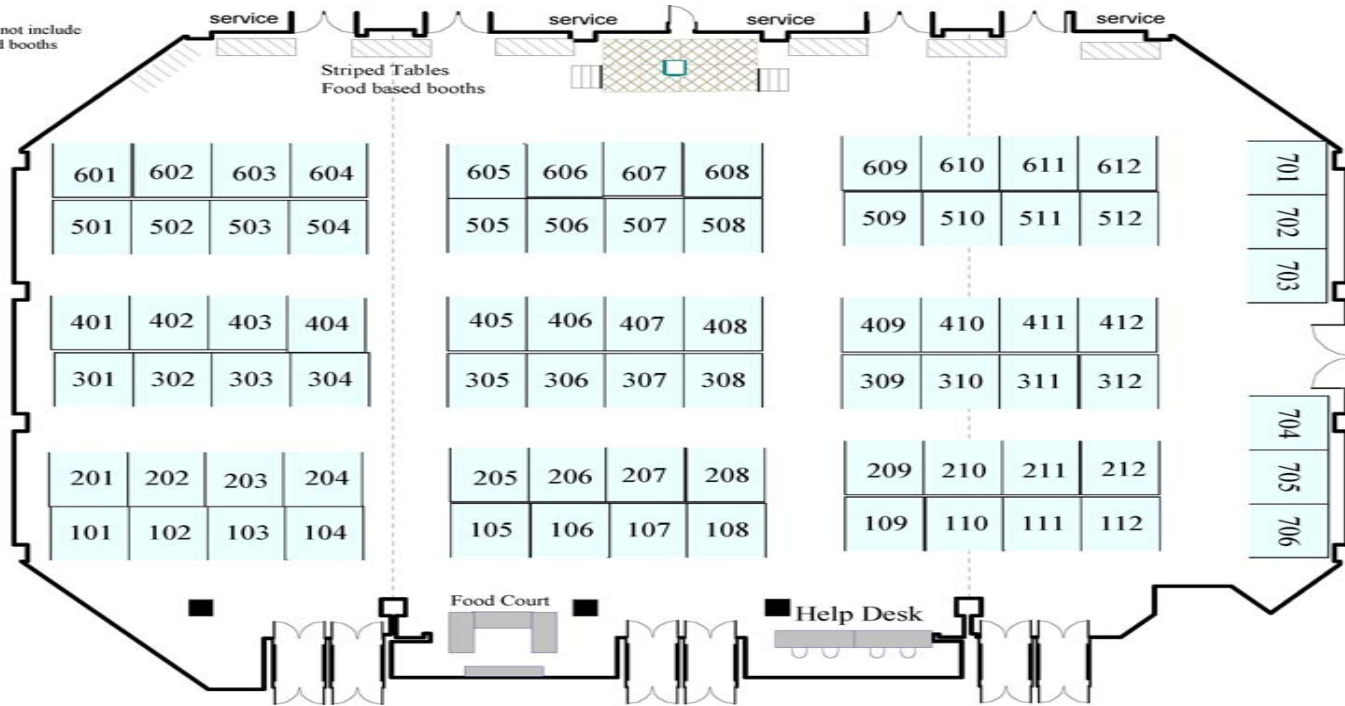 service
service
service
service
not include
booths
Striped Tables
Food based booths
601 602 603 604 605 606 607 608 609 610 611 612 701
501 502 503 504 505 506 507 508 509 510 511 512 702
703
401 402 403 404 405 406 407 408 409 410 411 412
301 302 303 304 305 306 307 308 309 310 311 312
704
201 202 203 204 205 206 207 208 209 210 211 212 705
101 102 103 104 105 106 107 108 109 110 111 112 706
Food Court
Help Desk